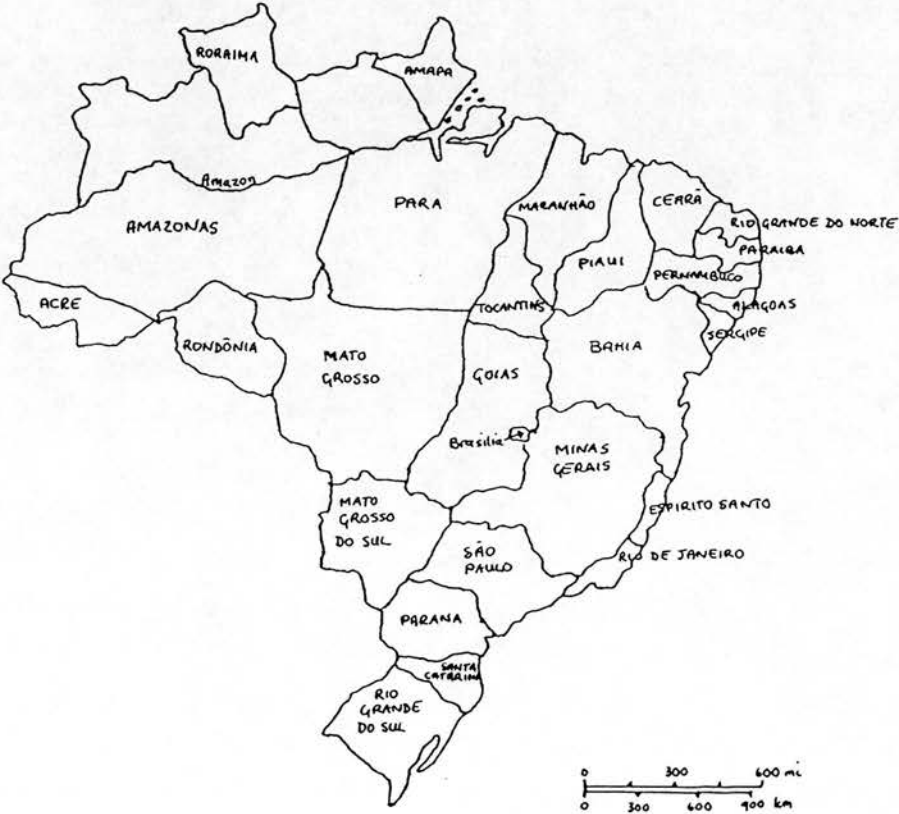 RORAIMA
AMAPA
Amazon
PARA
MARANHÃO
CEARÃ
RIO GRANDE DO NORTE
AMAZONAS
PARAIBA
PIAUI
PERNAMBUCO
ACRE
TOCANTINS
ALAGOAS
SERGIPE
RONDÔNIA
MATO
GROSSO
GOIAS
BAHIA
Brasilia
MINAS
GERAIS
MATO
GROSSO
DO SUL
ESPIRITO SANTO
SÃO
PAULO
RIO DE JANEIRO
PARANA
SANTA
CATARINA
RIO
GRANDE
DO SUL
0 300 600 mi
0 300 600 900 km